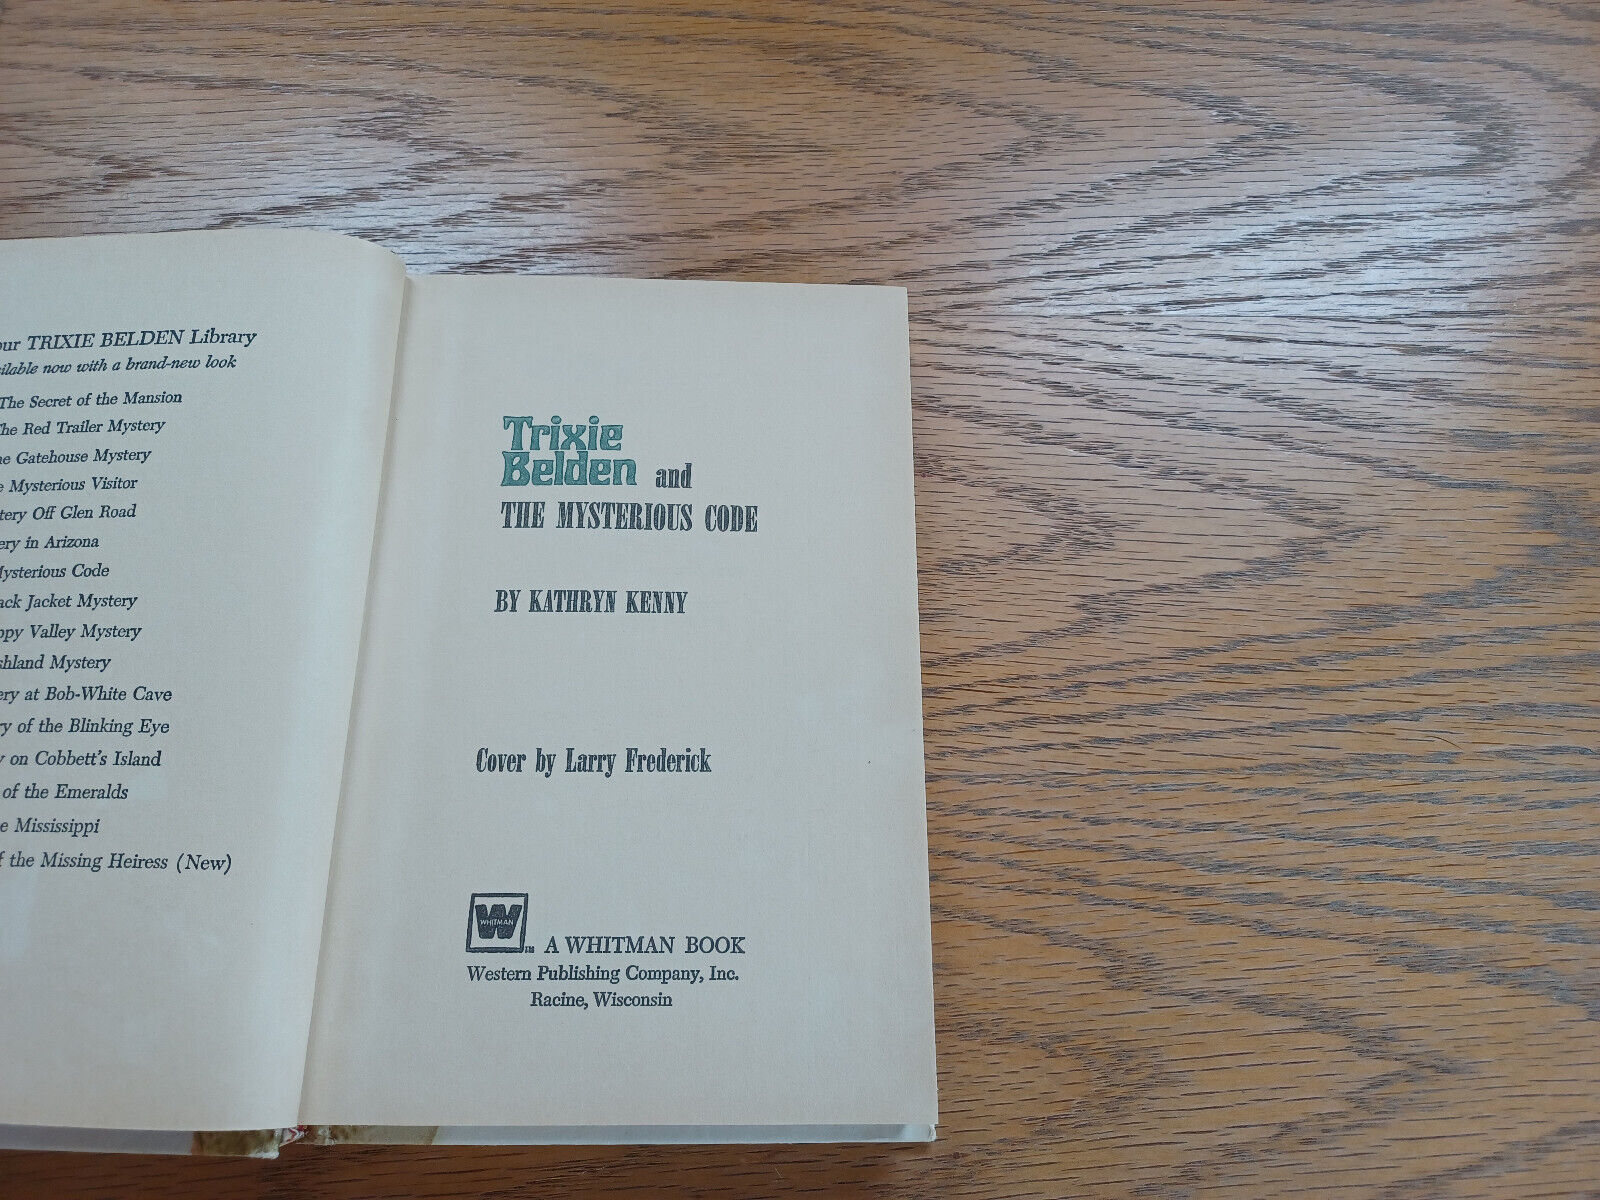 our TRIXIE BELDEN Library
ilable now with a brand-new look
The Secret of the Mansion
The Red Trailer Mystery
he Gatehouse Mystery
e Mysterious Visitor
tery Off Glen Road
ery in Arizona
Mysterious Code
ack Jacket Mystery
ppy Valley Mystery
shland Mystery
ery at Bob-White Cave
ry of the Blinking Eye
y on Cobbett's Island
of the Emeralds
e Mississippi
f the Missing Heiress (New)
Trixie
Belden and
THE MYSTERIOUS CODE
BY KATHRYN KENNY
Cover by Larry Frederick
WHITMAN
TM A WHITMAN BOOK
Western Publishing Company, Inc.
Racine, Wisconsin